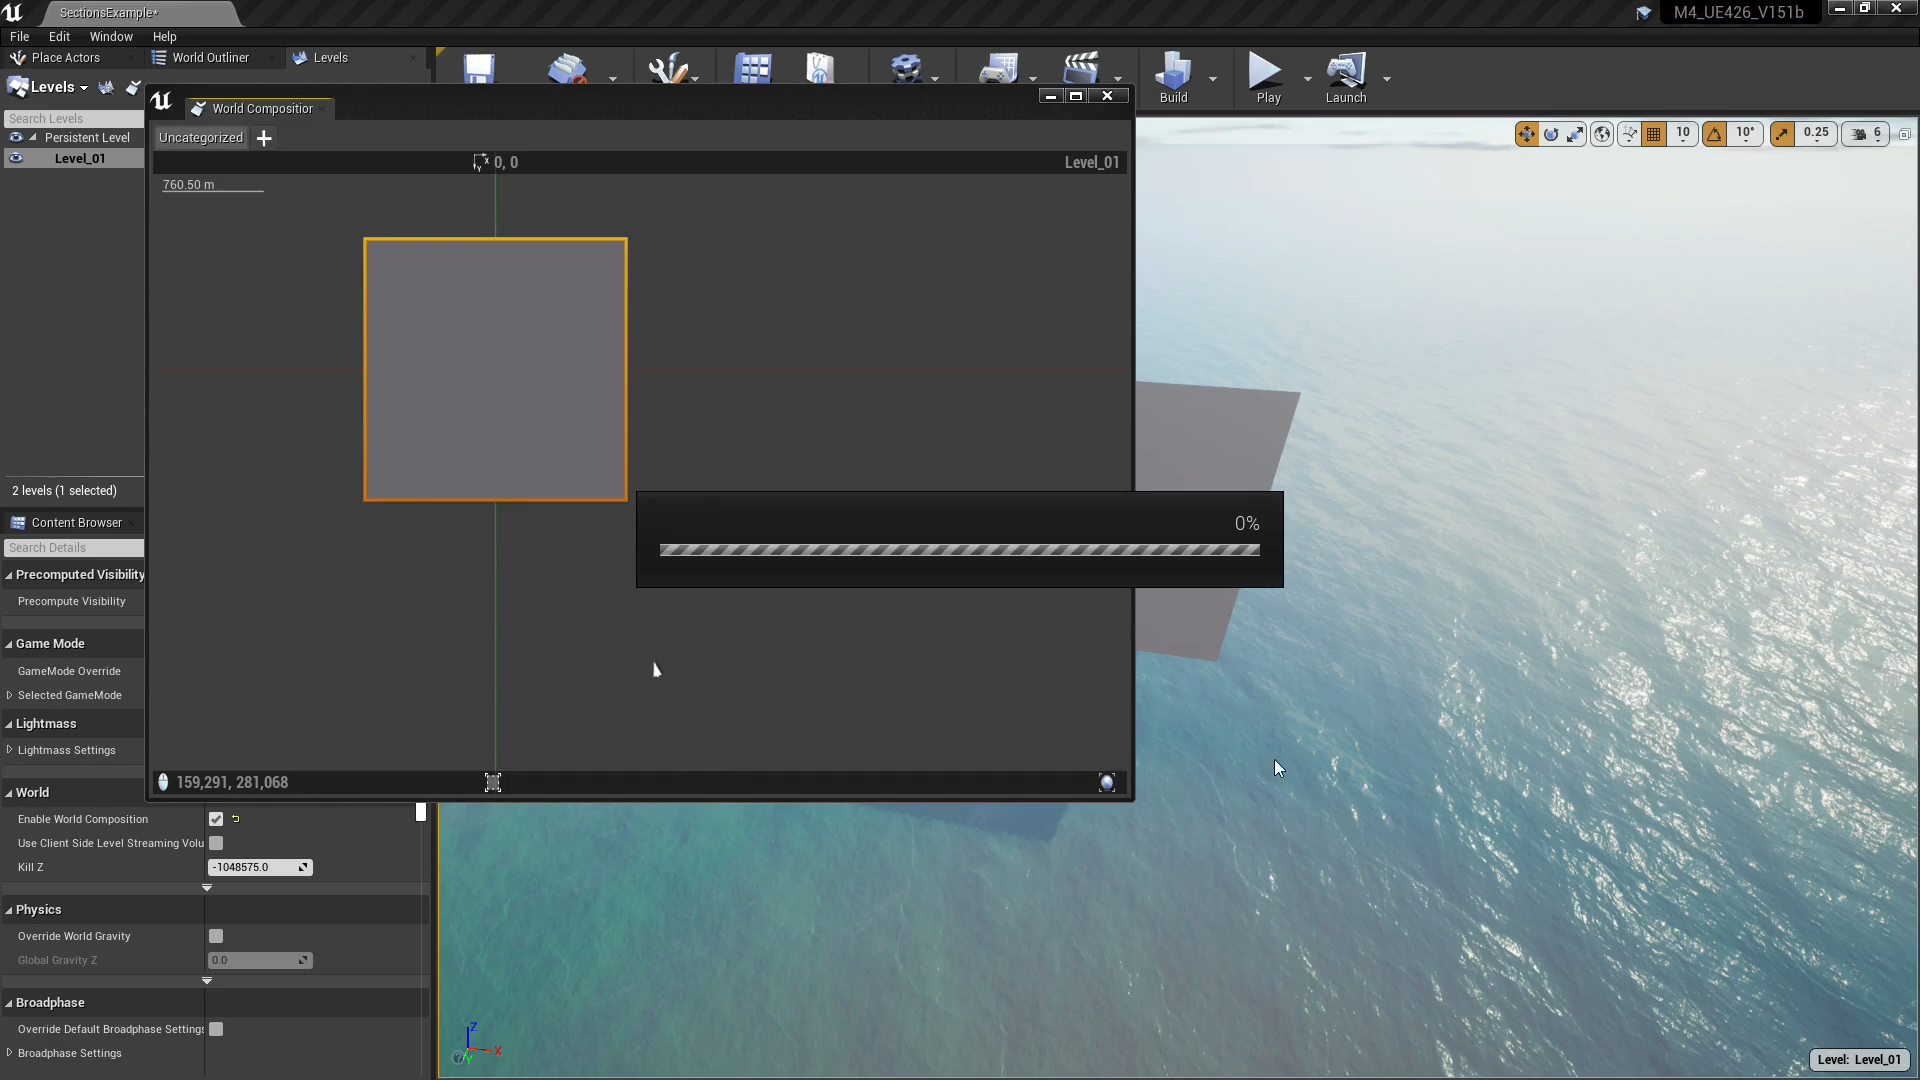 SectionsExample*
M4_UE426_V151b
File Edit Window Help
Place Actors
World Outliner
Levels
Levels
Search Levels
Persistent Level
Level_01
Build
Play
Launch
World Composition
Uncategorized
0, 0
Level_01
760.50 m
10
10°
0.25
6
2 levels (1 selected)
0%
Content Browser
Search Details
Precomputed Visibility
Precompute Visibility
Game Mode
GameMode Override
Selected GameMode
Lightmass
Lightmass Settings
159,291, 281,068
World
Enable World Composition
Use Client Side Level Streaming Volu
Kill Z
-1048575.0
Physics
Override World Gravity
Global Gravity Z
0.0
Broadphase
Override Default Broadphase Settings
Broadphase Settings
Z
X
Y
Level: Level_01